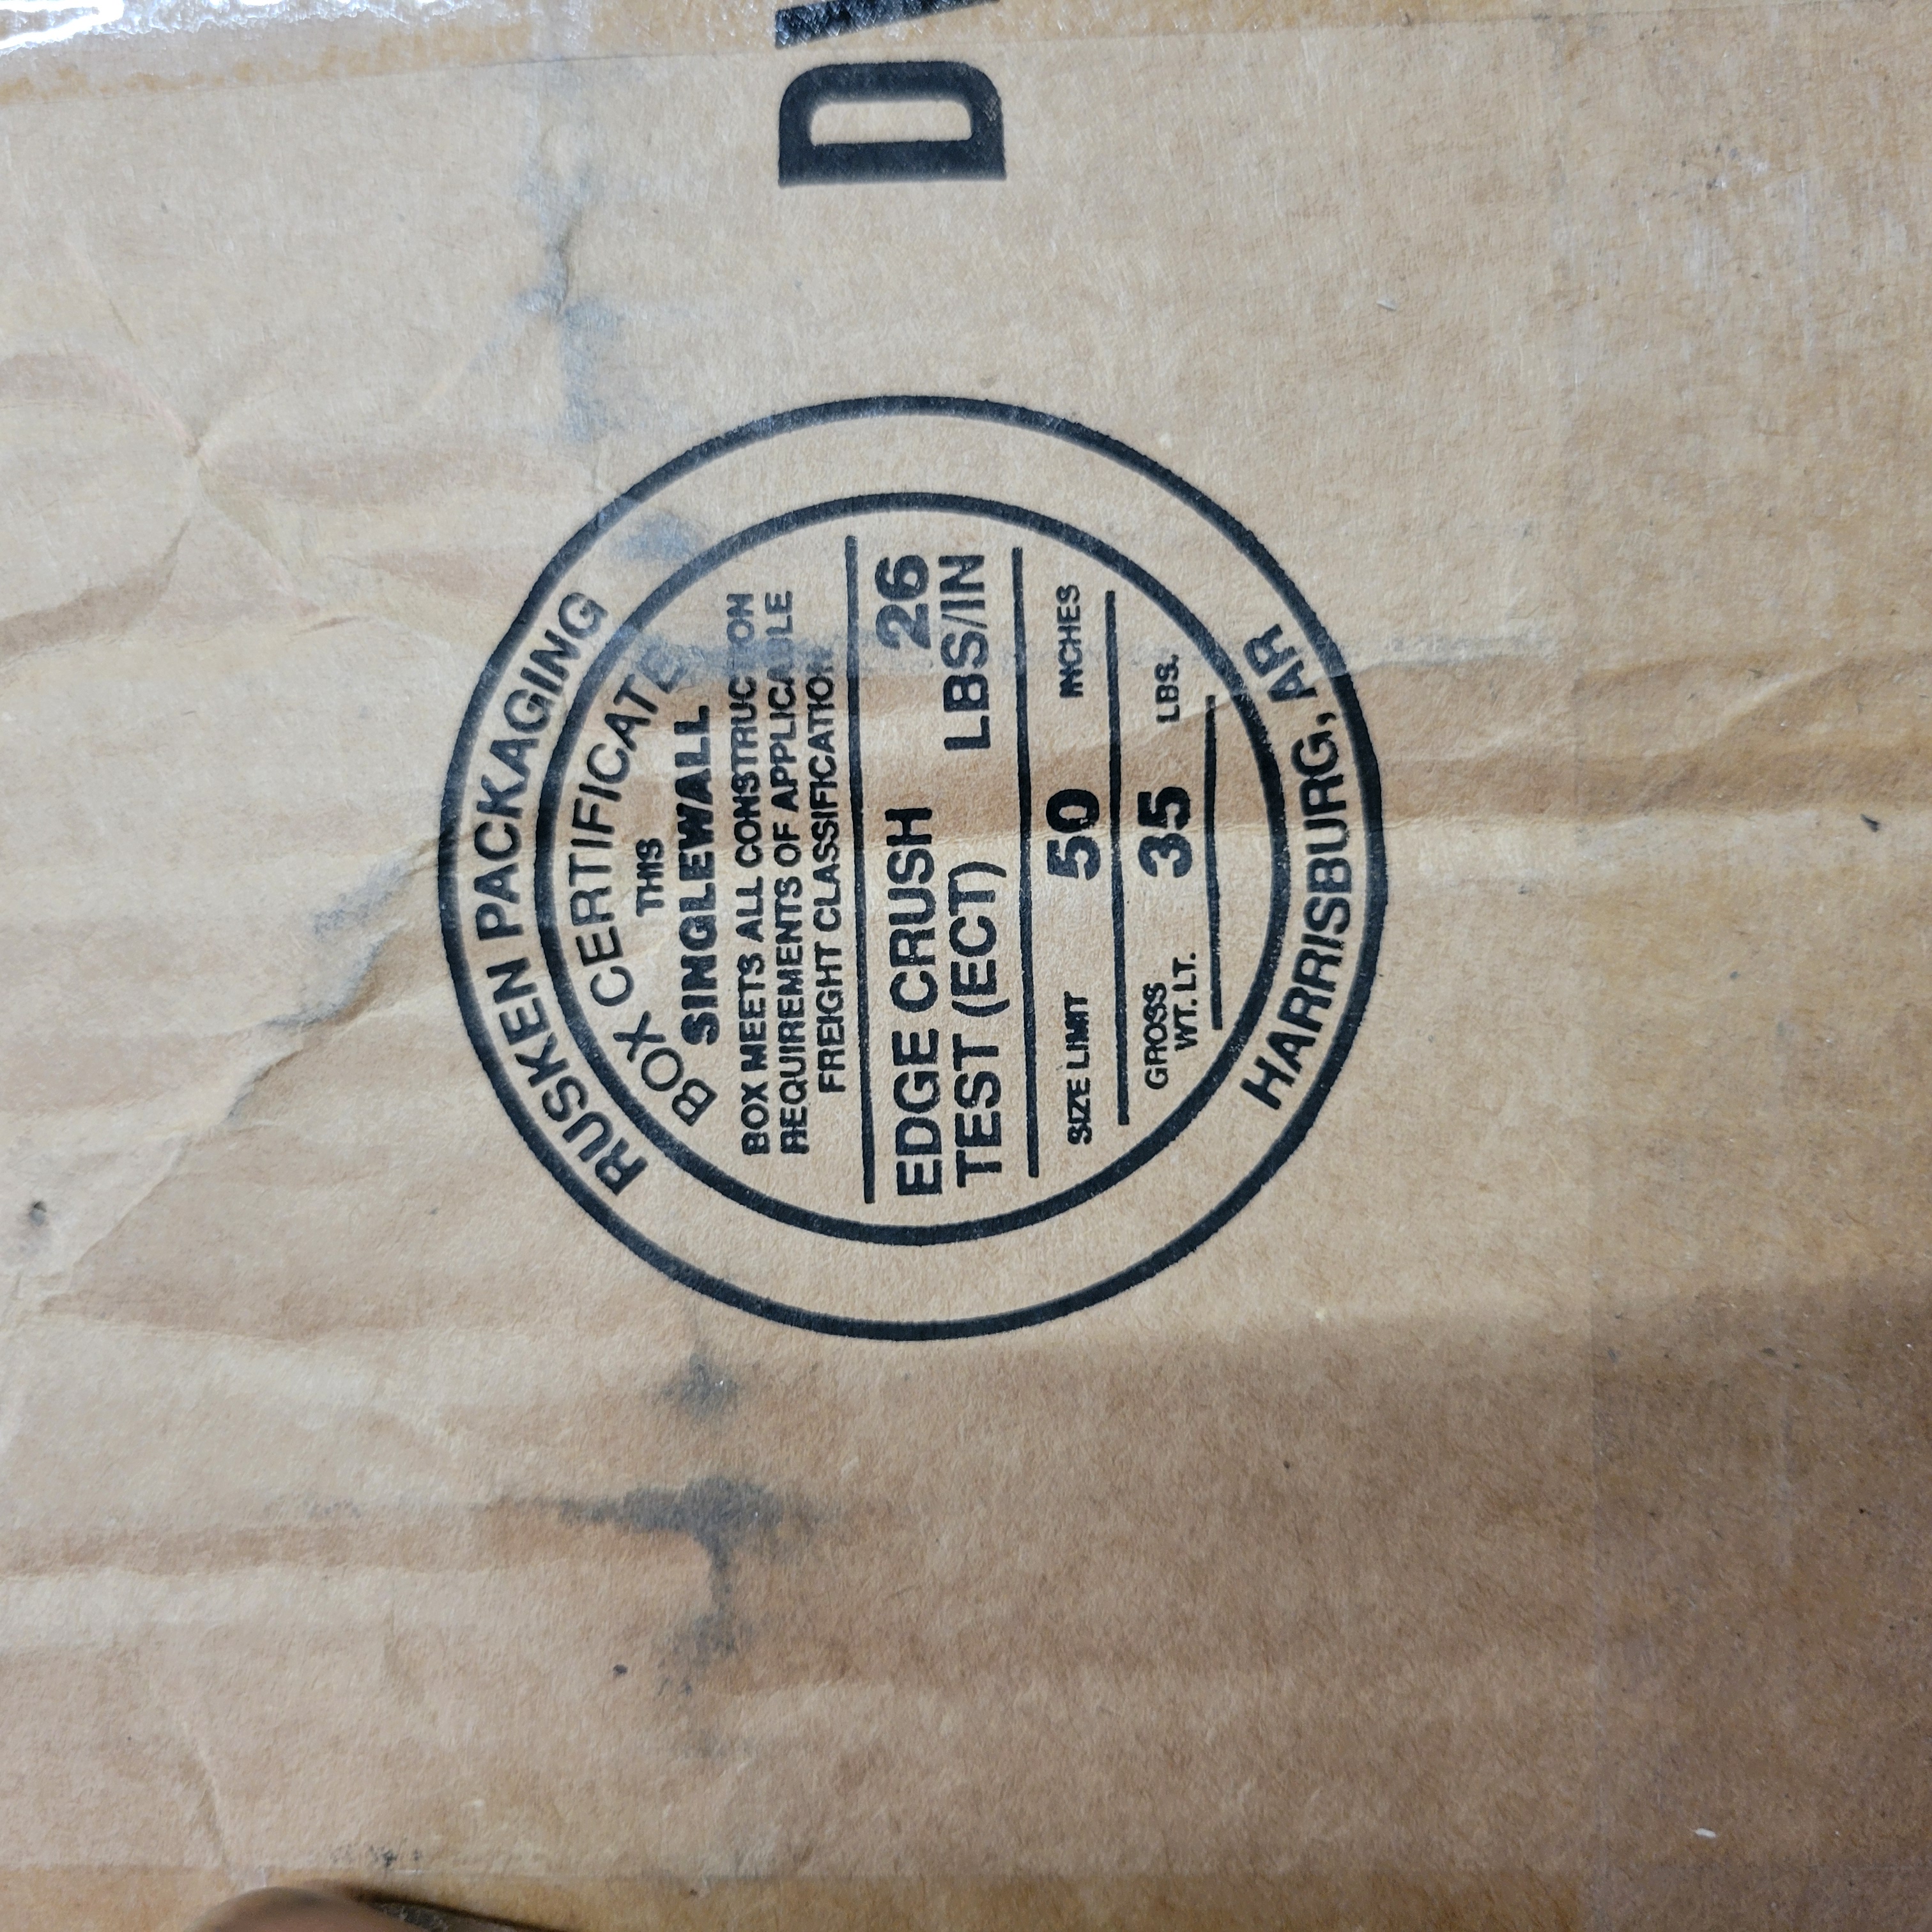 RUSKEN PACKAGING
BOX CERTIFICATE
THIS
SINGLEWALL
BOX MEETS ALL CONSTRUCTION
REQUIREMENTS OF APPLICABLE
FREIGHT CLASSIFICATION
EDGE CRUSH 26
TEST (ECT) LBS/IN
SIZE LIMIT 50 INCHES
GROSS
WT. LT. 35 LBS.
HARRISBURG, AR